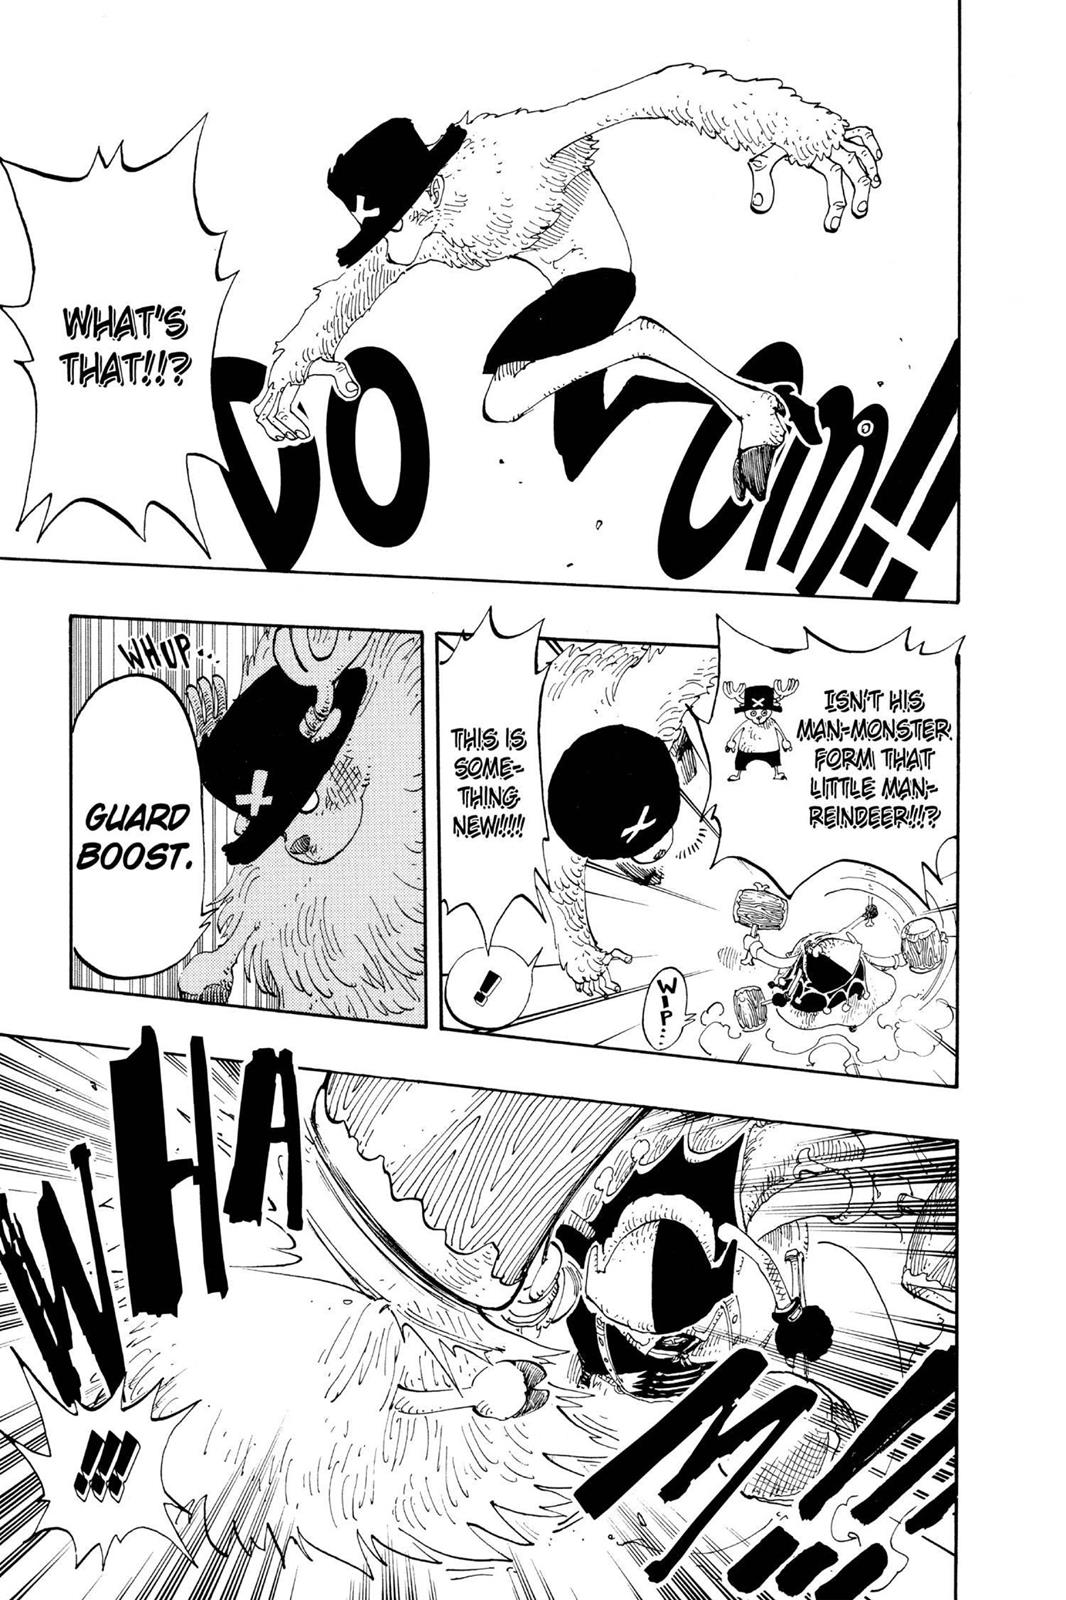 WHAT'S
THAT!!!?
DO
OM!!
ISN'T HIS
MAN-MONSTER
FORM THAT
LITTLE MAN-
REINDEER!!!?
THIS IS
SOME-
THING
NEW!!!!
!
WIP...
WHUP...
GUARD
BOOST.
WHA
M!!!
!!!